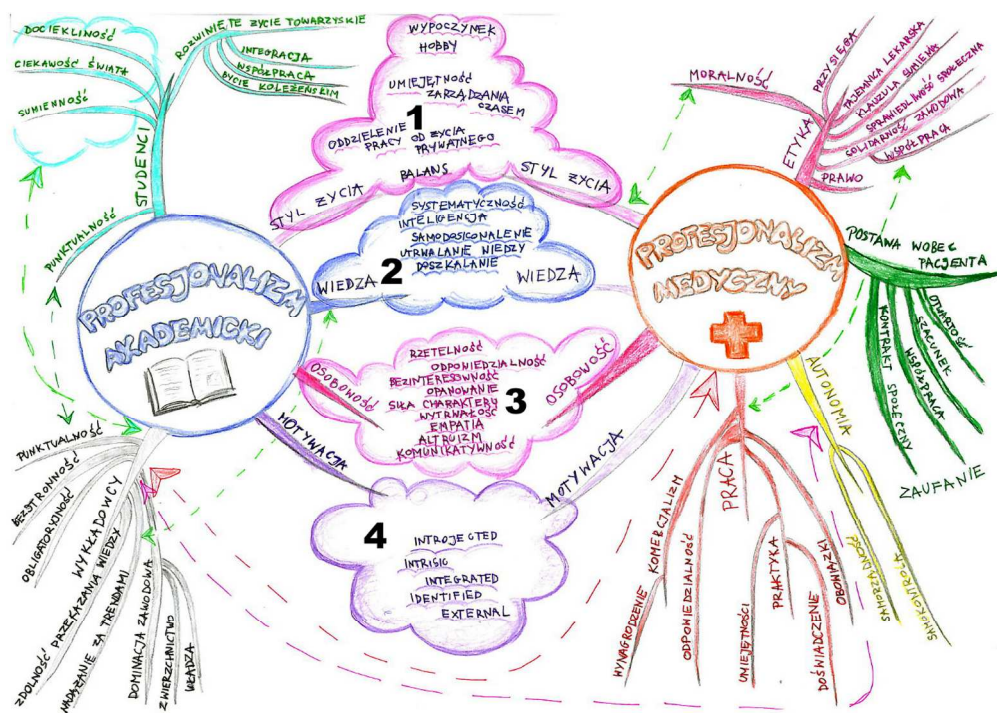 DOCIEKLIWOŚĆ
CIEKAWOŚĆ ŚWIATA
SUMIENNOŚĆ
STUDENCI
ROZWINIĘTE ŻYCIE TOWARZYSKIE
INTEGRACJA
WSPÓŁPRACA
BYCIE KOLEŻEŃSKIM
PUNKTUALNOŚĆ
PROFESJONALIZM
AKADEMICKI
WYPOCZYNEK
HOBBY
UMIEJĘTNOŚĆ
ZARZĄDZANIA
CZASEM
1
ODDZIELENIE
PRACY OD ŻYCIA
PRYWATNEGO
BALANS
STYL ŻYCIA
STYL ŻYCIA
SYSTEMATYCZNOŚĆ
INTELIGENCJA
SAMODOSKONALENIE
UTRWALANIE WIEDZY
DOSZKALANIE
WIEDZA
2
WIEDZA
RZETELNOŚĆ
ODPOWIEDZIALNOŚĆ
BEZINTERESOWNOŚĆ
OPANOWANIE
SIŁA CHARAKTERU
WYTRWAŁOŚĆ
EMPATIA
ALTRUIZM
KOMUNIKATYWNOŚĆ
3
OSOBOWOŚĆ
OSOBOWOŚĆ
MOTYWACJA
MOTYWACJA
4
INTROJECTED
INTRISIC
INTEGRATED
IDENTIFIED
EXTERNAL
PROFESJONALIZM
MEDYCZNY
MORALNOŚĆ
ETYKA
PRZYSIĘGA
TAJEMNICA LEKARSKA
KLAUZULA SUMIENIA
SPRAWIEDLIWOŚĆ SPOŁECZNA
SOLIDARNOŚĆ ZAWODOWA
WSPÓŁPRACA
PRAWO
POSTAWA WOBEC
PACJENTA
OTWARTOŚĆ
SZACUNEK
WSPÓŁPRACA
KONTRAKT SPOŁECZNY
ZAUFANIE
AUTONOMIA
SAMORZĄDNOŚĆ
SAMOKONTROLA
PRACA
KOMERCJALIZM
WYNAGRODZENIE
ODPOWIEDZIALNOŚĆ
PRAKTYKA
UMIEJĘTNOŚCI
DOŚWIADCZENIE
OBOWIĄZKI
WYKŁADOWCY
PUNKTUALNOŚĆ
BEZSTRONNOŚĆ
OBLIGATORYJNOŚĆ
ZDOLNOŚĆ PRZEKAZANIA WIEDZY
NADĄŻANIE ZA TRENDAMI
DOMINACJA ZAWODOWA
ZWIERZCHNICTWO
WŁADZA